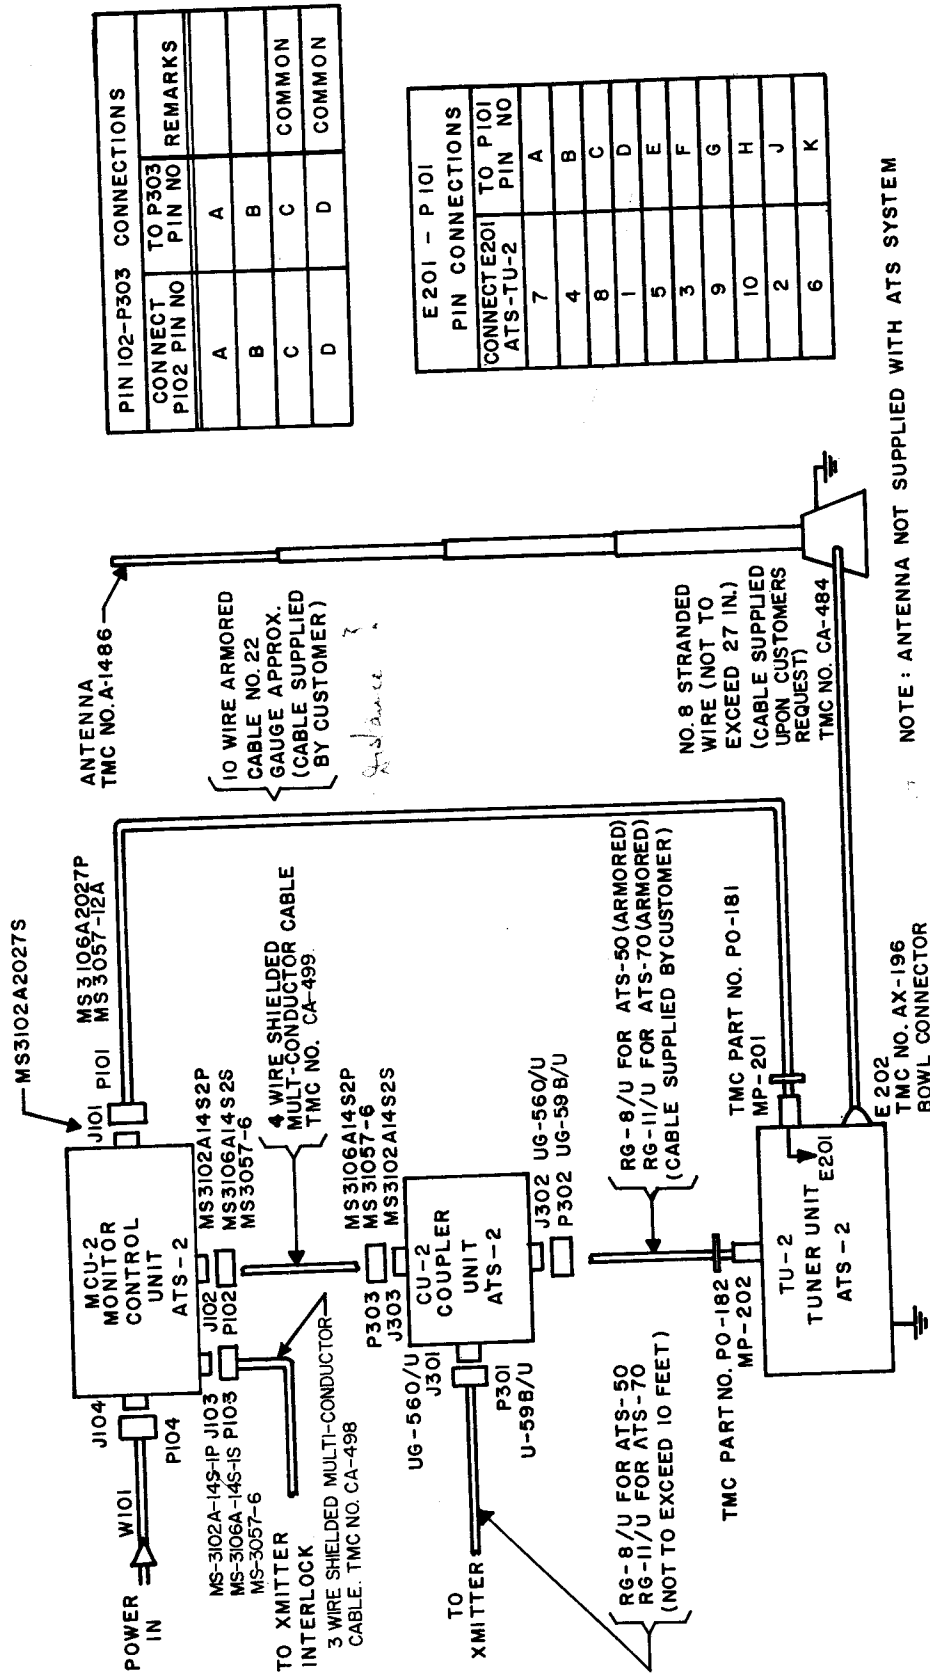 MS3102A2027S
POWER
IN
W101
J104
P104
MCU-2
MONITOR
CONTROL
UNIT
ATS-2
J101
P101
MS3106A2027P
MS3057-12A
ANTENNA
TMC NO. A-1486
MS-3102A-14S-1P J103
MS-3106A-14S-1S P103
MS-3057-6
J102 MS3102A14S2P
P102 MS3106A14S2S
MS3057-6
10 WIRE ARMORED
CABLE NO. 22
GAUGE APPROX.
(CABLE SUPPLIED
BY CUSTOMER)
TO XMITTER
INTERLOCK
3 WIRE SHIELDED MULTI-CONDUCTOR
CABLE. TMC NO. CA-498
4 WIRE SHIELDED
MULT-CONDUCTOR CABLE
TMC NO. CA-499
P303 MS3106A14S2P
MS3057-6
J303 MS3102A14S2S
UG-560/U
J301
CU-2
COUPLER
UNIT
ATS-2
P301
U-59B/U
TO
XMITTER
J302 UG-560/U
P302 UG-59B/U
RG-8/U FOR ATS-50
RG-11/U FOR ATS-70
(NOT TO EXCEED 10 FEET)
RG-8/U FOR ATS-50 (ARMORED)
RG-11/U FOR ATS-70 (ARMORED)
(CABLE SUPPLIED BY CUSTOMER)
NO. 8 STRANDED
WIRE (NOT TO
EXCEED 27 IN.)
(CABLE SUPPLIED
UPON CUSTOMERS
REQUEST)
TMC NO. CA-484
TMC PART NO. PO-182
MP-202
TMC PART NO. PO-181
MP-201
TU-2
TUNER UNIT
ATS-2
E201
E202
TMC NO. AX-196
BOWL CONNECTOR
PIN 102-P303 CONNECTIONS
CONNECT P102 PIN NO TO P303 PIN NO REMARKS
A A
B B
C C COMMON
D D COMMON
E201 - P101
PIN CONNECTIONS
CONNECT E201 ATS-TU-2 TO P101 PIN NO
7 A
4 B
8 C
1 D
5 E
3 F
9 G
10 H
2 J
6 K
NOTE: ANTENNA NOT SUPPLIED WITH ATS SYSTEM